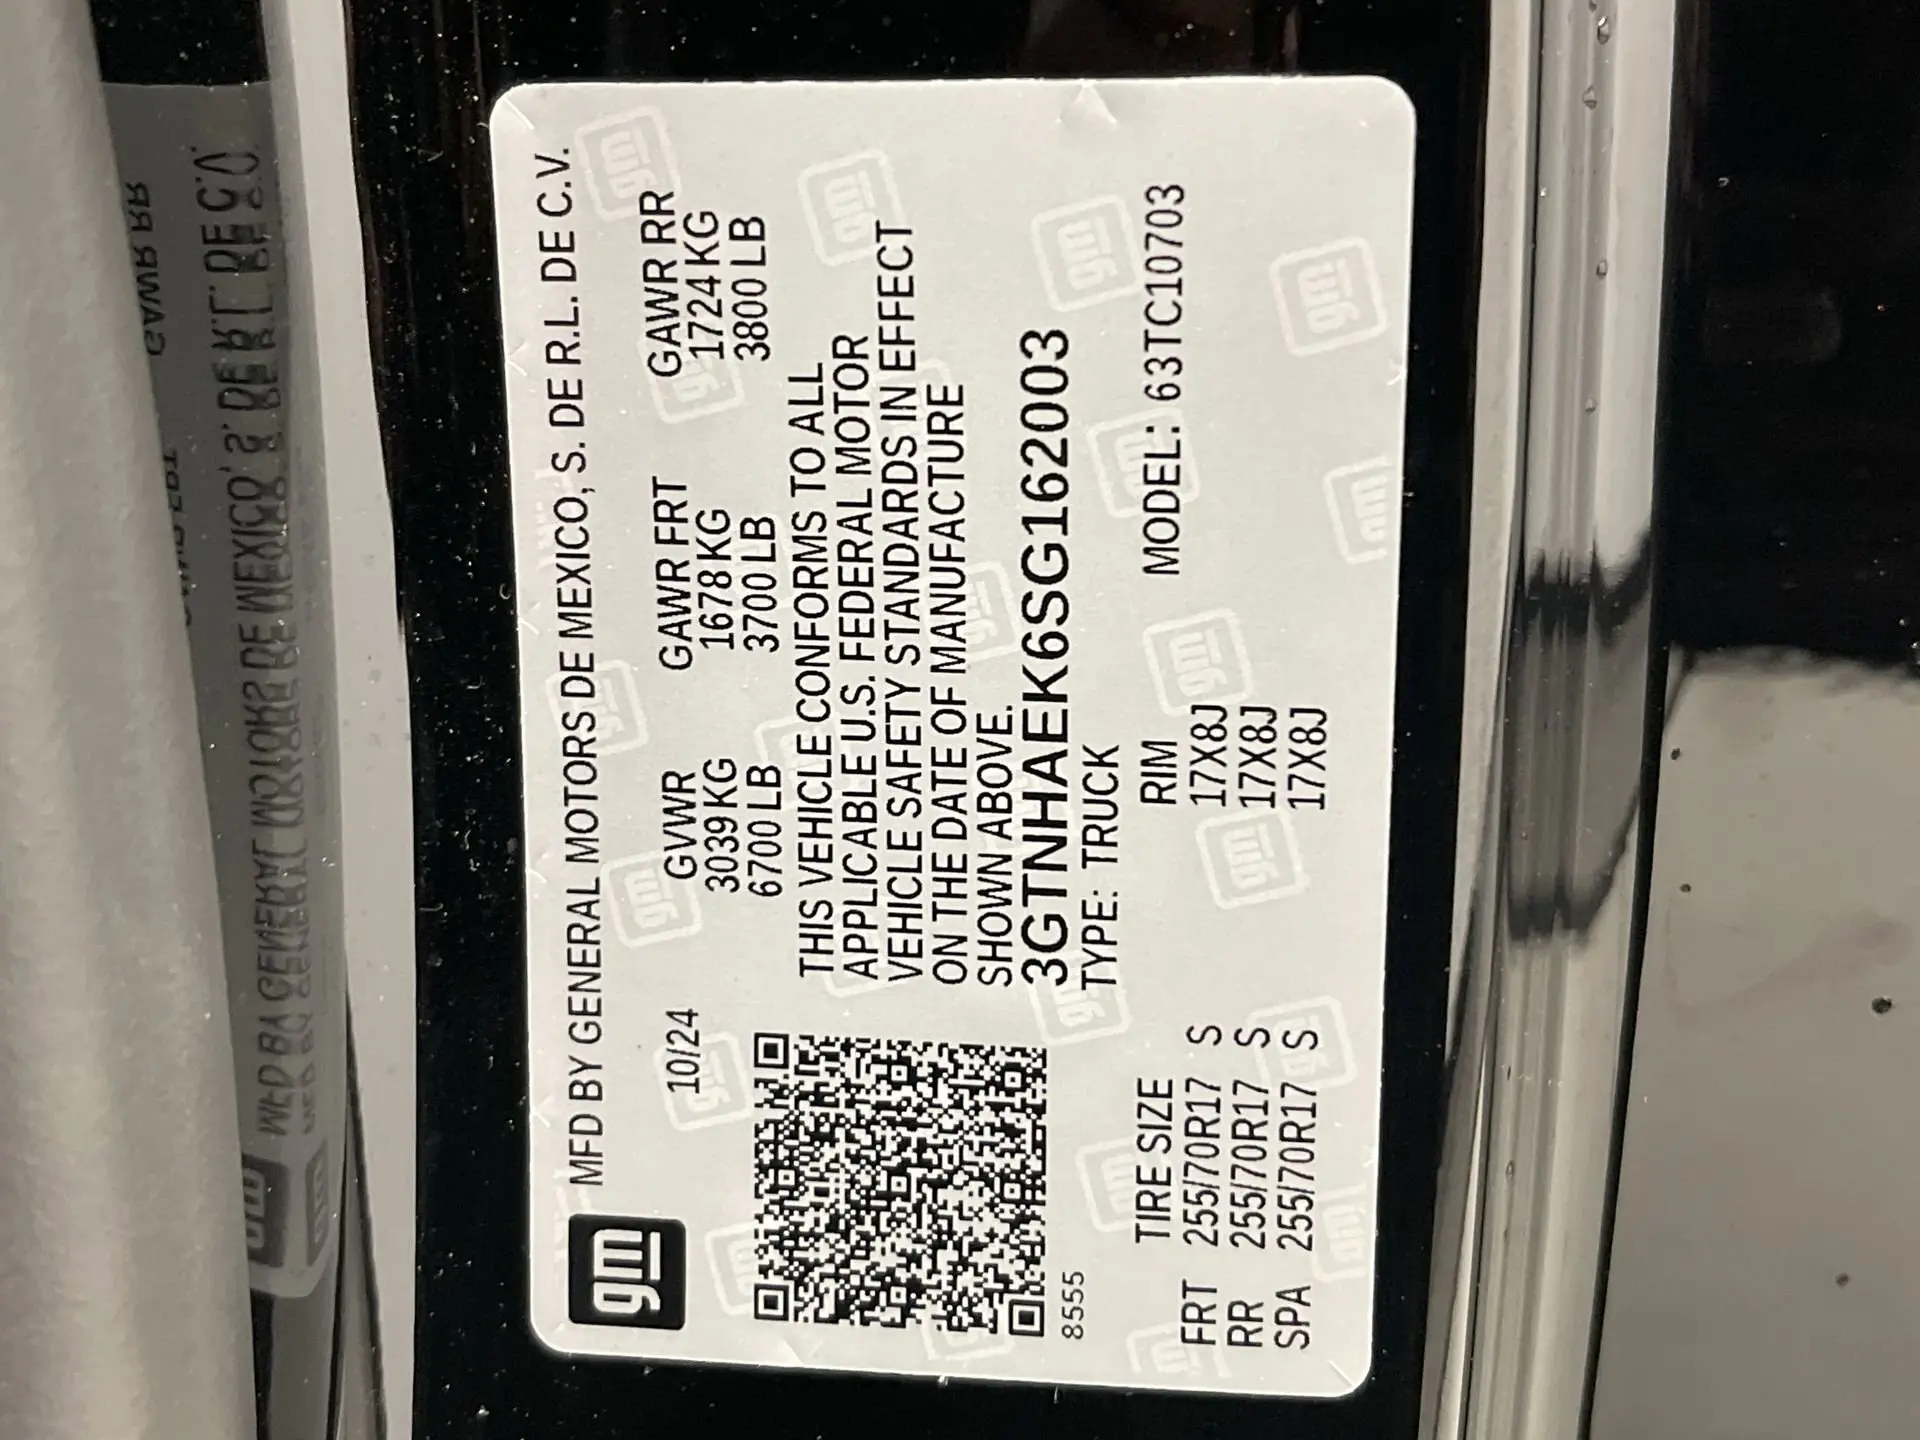 gm MFD BY GENERAL MOTORS DE MEXICO, S. DE R.L. DE C.V.
10/24 GVWR GAWR FRT GAWR RR
3039 KG 1678 KG 1724 KG
6700 LB 3700 LB 3800 LB
THIS VEHICLE CONFORMS TO ALL
APPLICABLE U.S. FEDERAL MOTOR
VEHICLE SAFETY STANDARDS IN EFFECT
ON THE DATE OF MANUFACTURE
SHOWN ABOVE.
3GTNHAEK6SG162003
8555 TYPE: TRUCK
TIRE SIZE RIM MODEL: 63TC10703
FRT 255/70R17 S 17X8J
RR 255/70R17 S 17X8J
SPA 255/70R17 S 17X8J